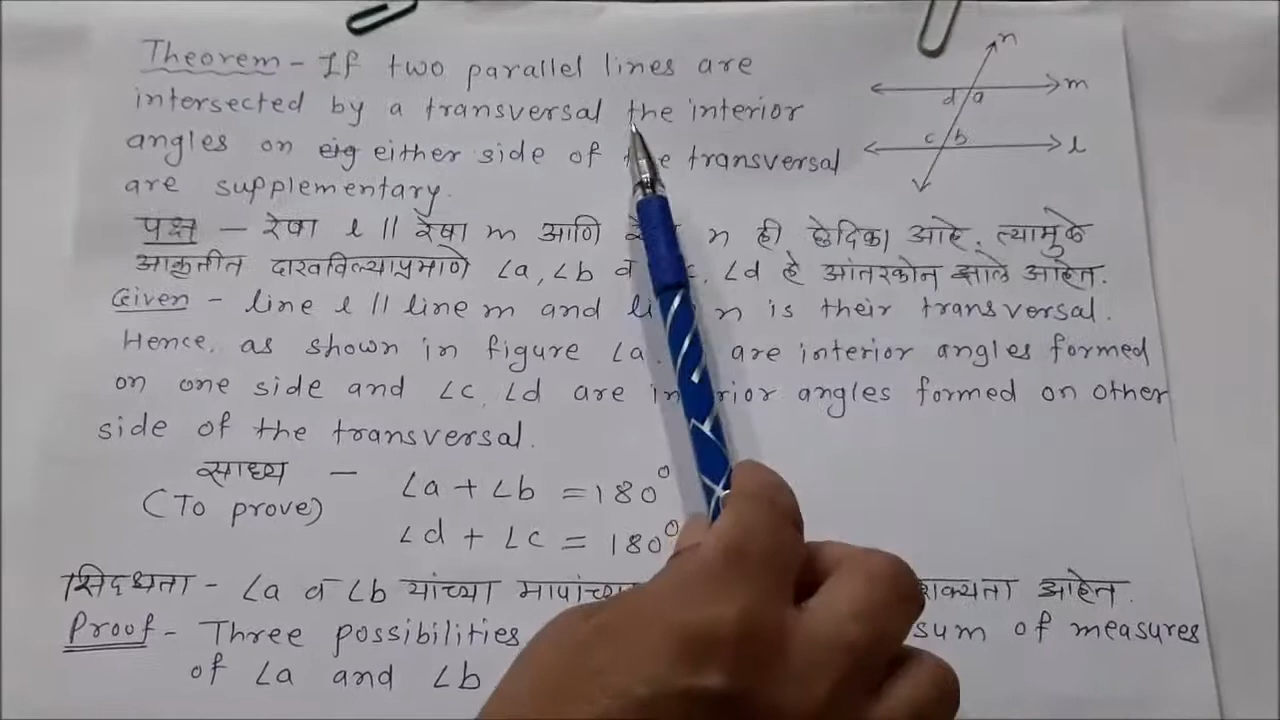 Theorem - If two parallel lines are
intersected by a transversal the interior
angles on eig either side of the transversal
are supplementary.
n
m
d a
c b
l
पक्ष - रेषा l || रेषा m आणि n ही छेदिका आहे. त्यामुळे
आकृतीत दाखविल्याप्रमाणे ∠a, ∠b व c, ∠d हे आंतरकोन झाले आहेत.
Given - line l || line m and n is their transversal.
Hence, as shown in figure ∠a. are interior angles formed
on one side and ∠c, ∠d are interior angles formed on other
side of the transversal.
साध्य -
(To prove)
∠a + ∠b = 180°
∠d + ∠c = 180°
सिद्धता - ∠a व ∠b यांच्या शक्यता आहेत.
Proof - Three possibilities sum of measures
of ∠a and ∠b